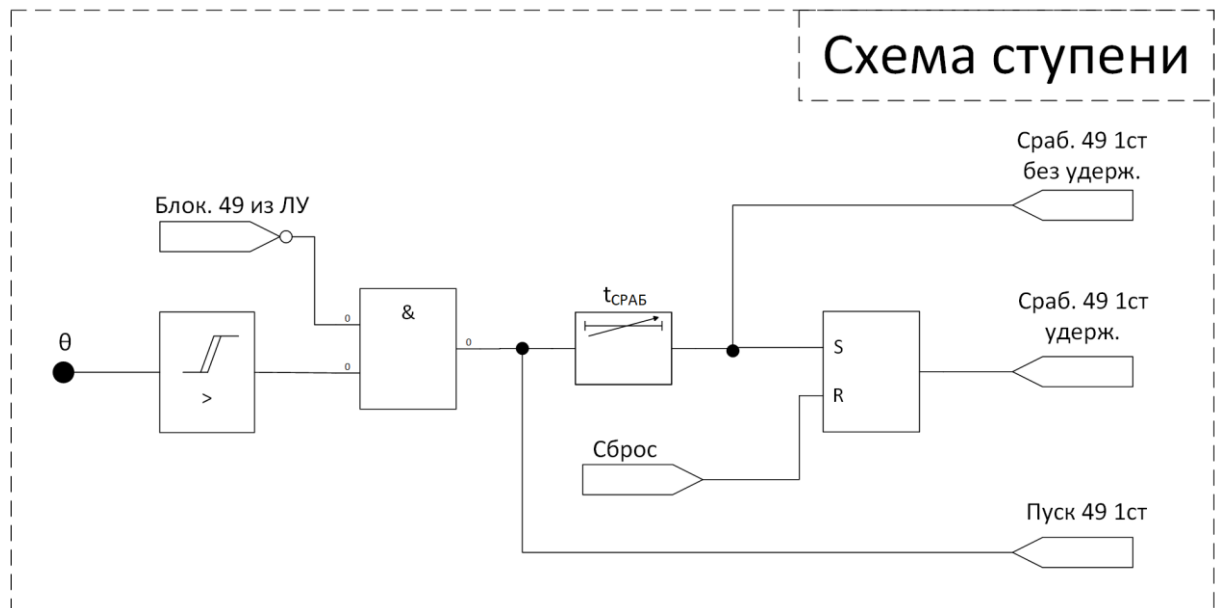 Схема ступени
Сраб. 49 1ст
без удерж.
Блок. 49 из ЛУ
θ
>
0
0
&
0
tСРАБ
S
R
Сраб. 49 1ст
удерж.
Сброс
Пуск 49 1ст